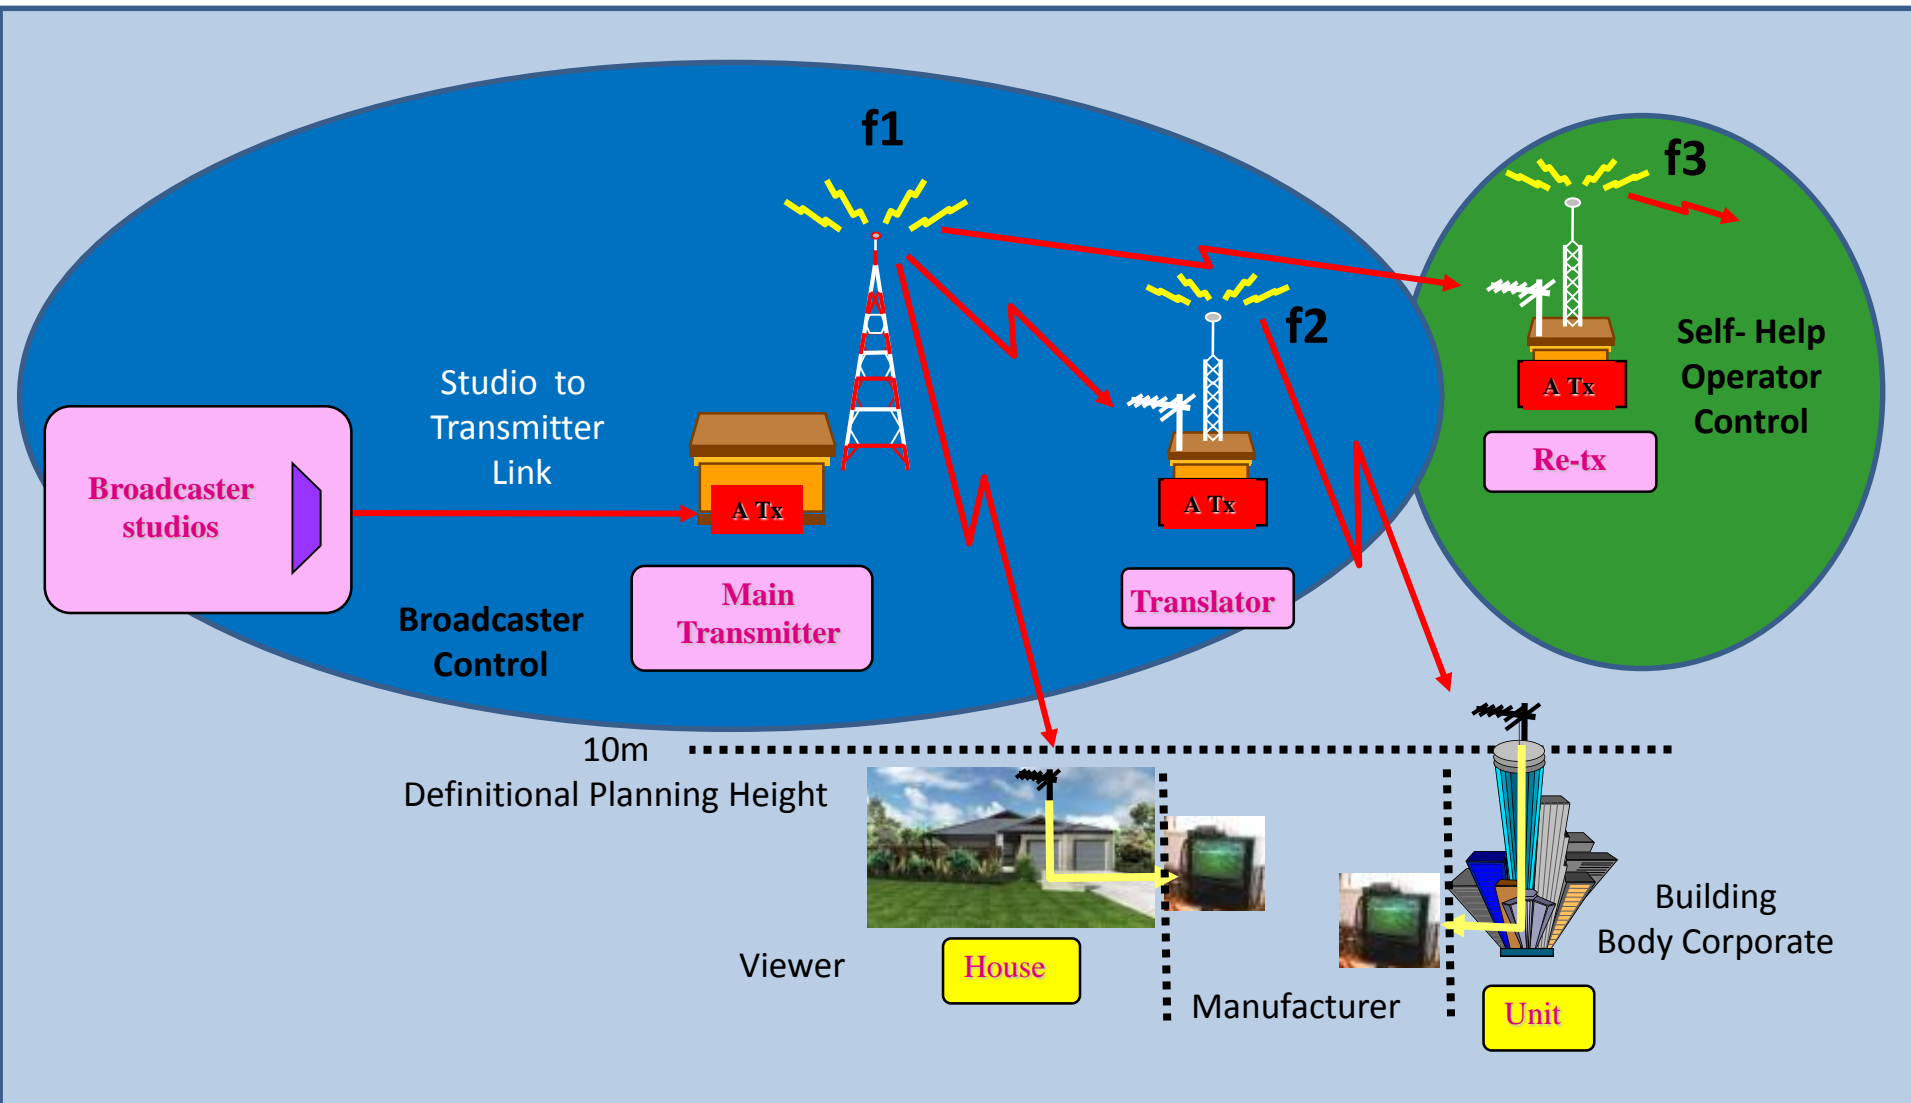 f1
f3
f2
Self- Help
Operator
Control
A Tx
Re-tx
Studio to
Transmitter
Link
Broadcaster
studios
A Tx
A Tx
Main
Transmitter
Translator
Broadcaster
Control
10m
Definitional Planning Height
Viewer
House
Manufacturer
Unit
Building
Body Corporate